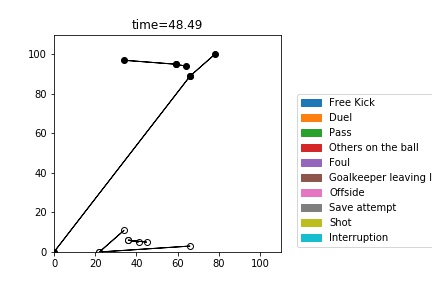 time=48.49
100
80
60
40
20
0
0 20 40 60 80 100
Free Kick
Duel
Pass
Others on the ball
Foul
Goalkeeper leaving l
Offside
Save attempt
Shot
Interruption